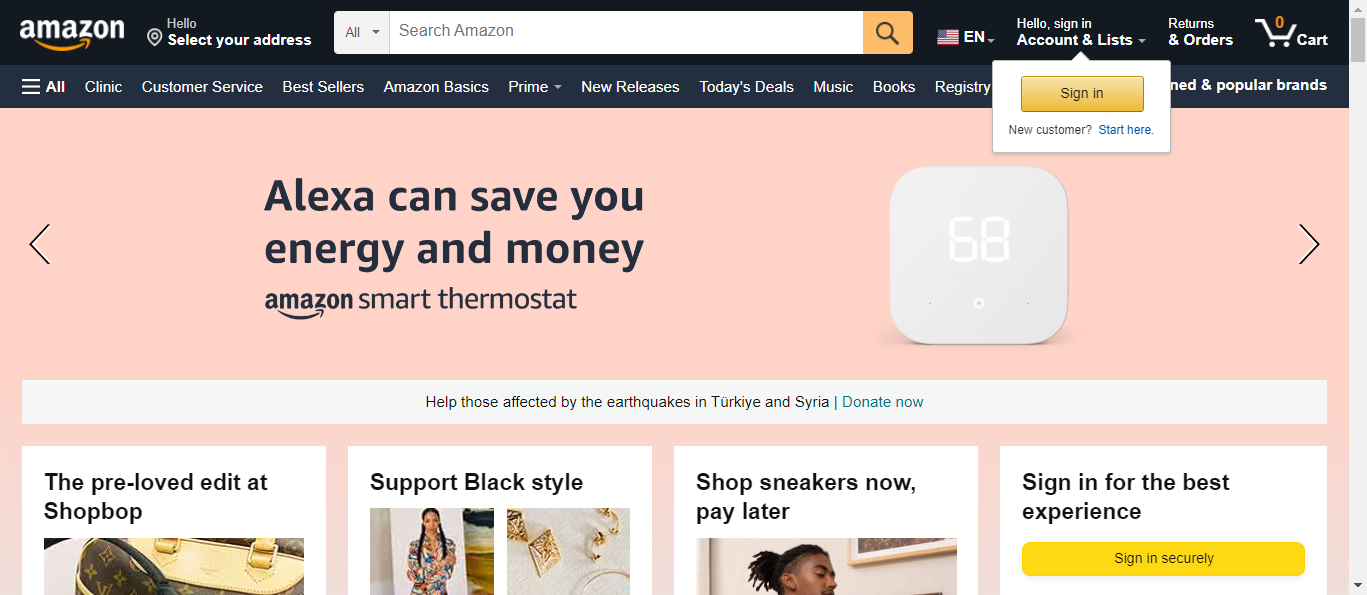 amazon
Hello
Select your address
All
Search Amazon
EN
Hello, sign in
Account & Lists
Returns
& Orders
0
Cart
All
Clinic
Customer Service
Best Sellers
Amazon Basics
Prime
New Releases
Today's Deals
Music
Books
Registry
ned & popular brands
Sign in
New customer? Start here.
Alexa can save you
energy and money
amazon smart thermostat
68
Help those affected by the earthquakes in Türkiye and Syria | Donate now
The pre-loved edit at
Shopbop
Support Black style
Shop sneakers now,
pay later
Sign in for the best
experience
Sign in securely